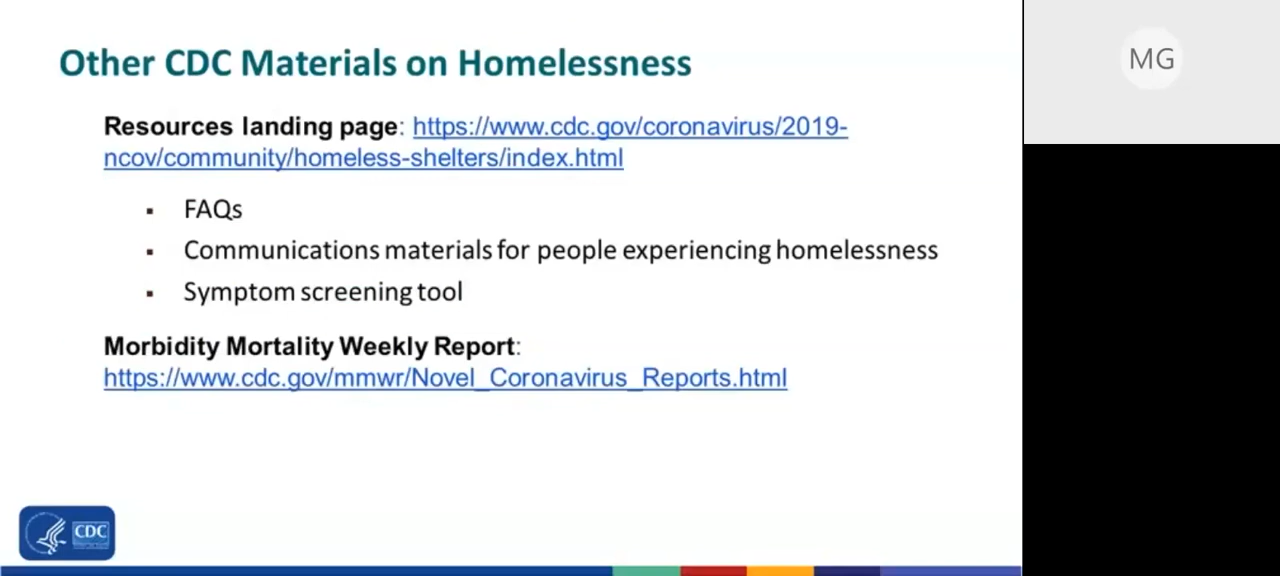 Other CDC Materials on Homelessness
Resources landing page: https://www.cdc.gov/coronavirus/2019-
ncov/community/homeless-shelters/index.html
▪ FAQs
▪ Communications materials for people experiencing homelessness
▪ Symptom screening tool
Morbidity Mortality Weekly Report:
https://www.cdc.gov/mmwr/Novel_Coronavirus_Reports.html
CDC
MG